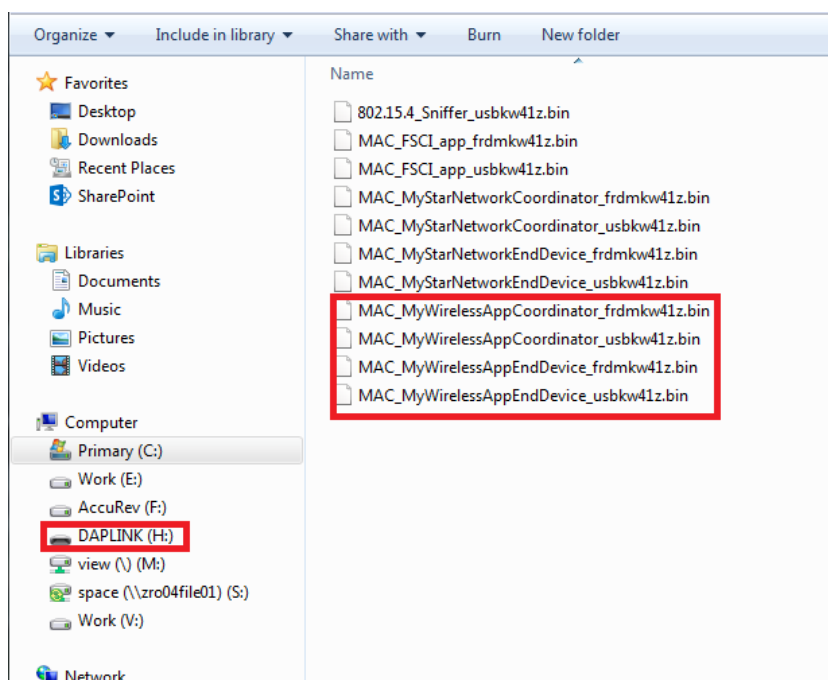 Organize Include in library Share with Burn New folder
Favorites
Desktop
Downloads
Recent Places
SharePoint
Libraries
Documents
Music
Pictures
Videos
Computer
Primary (C:)
Work (E:)
AccuRev (F:)
DAPLINK (H:)
view (\) (M:)
space (\\zro04file01) (S:)
Work (V:)
Network
Name
802.15.4_Sniffer_usbkw41z.bin
MAC_FSCI_app_frdmkw41z.bin
MAC_FSCI_app_usbkw41z.bin
MAC_MyStarNetworkCoordinator_frdmkw41z.bin
MAC_MyStarNetworkCoordinator_usbkw41z.bin
MAC_MyStarNetworkEndDevice_frdmkw41z.bin
MAC_MyStarNetworkEndDevice_usbkw41z.bin
MAC_MyWirelessAppCoordinator_frdmkw41z.bin
MAC_MyWirelessAppCoordinator_usbkw41z.bin
MAC_MyWirelessAppEndDevice_frdmkw41z.bin
MAC_MyWirelessAppEndDevice_usbkw41z.bin